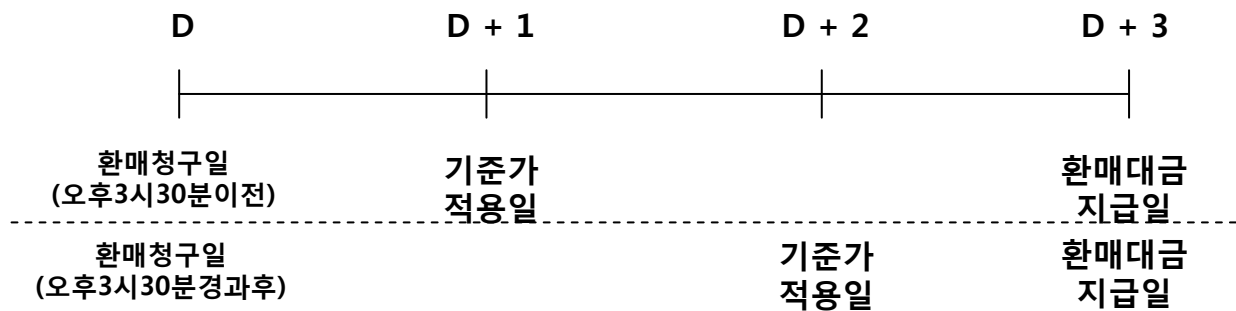 D D + 1 D + 2 D + 3
환매청구일
(오후3시30분이전)
기준가
적용일
환매대금
지급일
환매청구일
(오후3시30분경과후)
기준가
적용일
환매대금
지급일